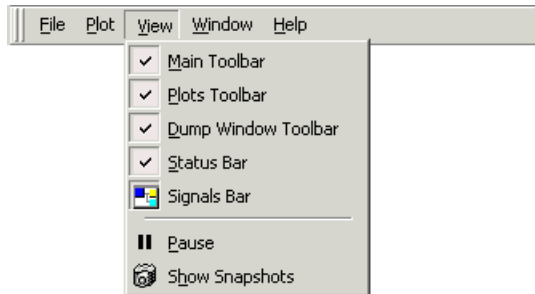 File Plot View Window Help
Main Toolbar
Plots Toolbar
Dump Window Toolbar
Status Bar
Signals Bar
Pause
Show Snapshots